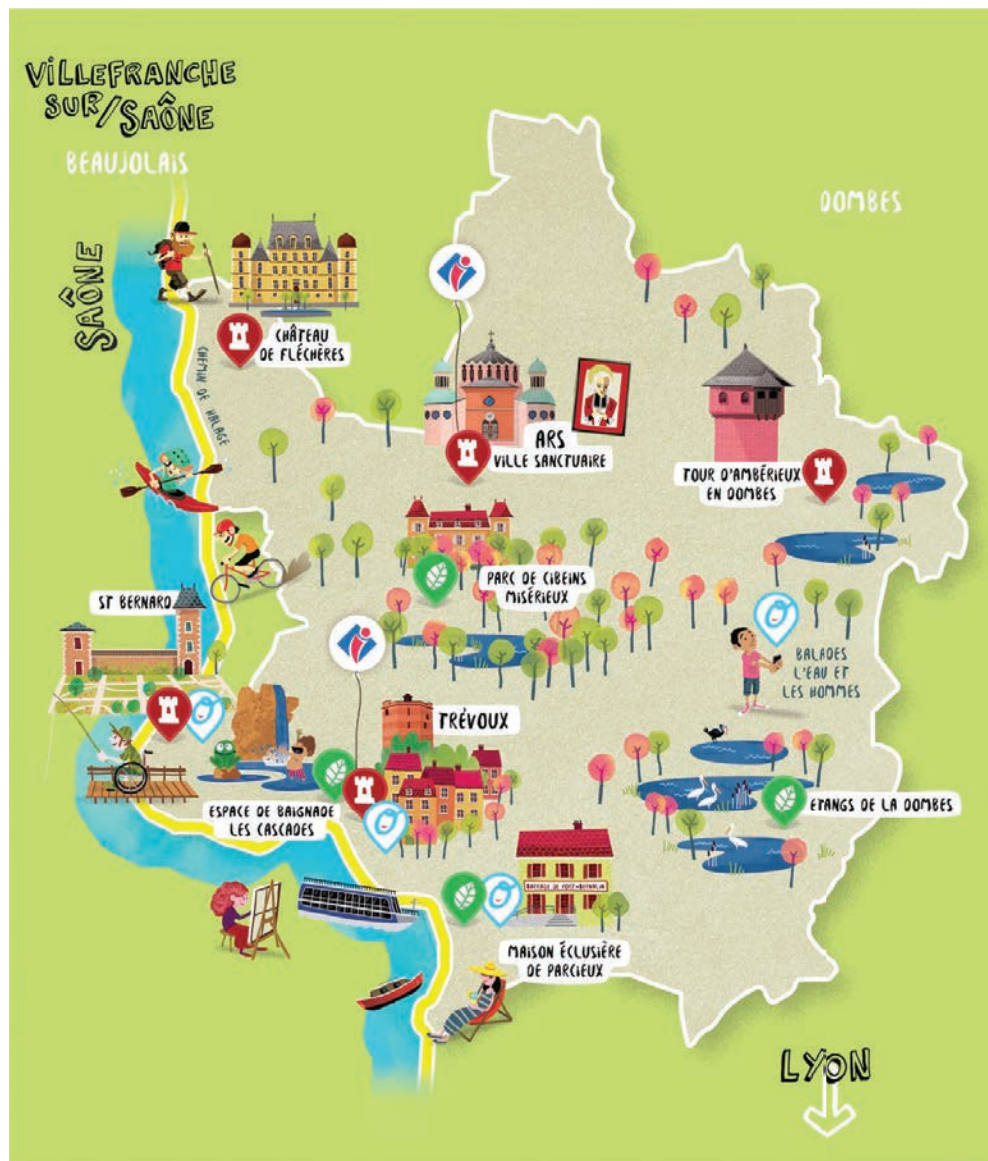 VILLEFRANCHE
SUR/SAÔNE
BEAUJOLAIS
DOMBES
SAÔNE
CHÂTEAU
DE FLÉCHÈRES
CHEMIN DE HALAGE
ARS
VILLE SANCTUAIRE
TOUR D'AMBÉRIEUX
EN DOMBES
PARC DE CIBEINS
MISÉRIEUX
ST BERNARD
BALADES
L'EAU ET
LES HOMMES
TRÉVOUX
ESPACE DE BAIGNADE
LES CASCADES
ETANGS DE LA DOMBES
MAISON ÉCLUSIÈRE
DE PARCIEUX
LYON